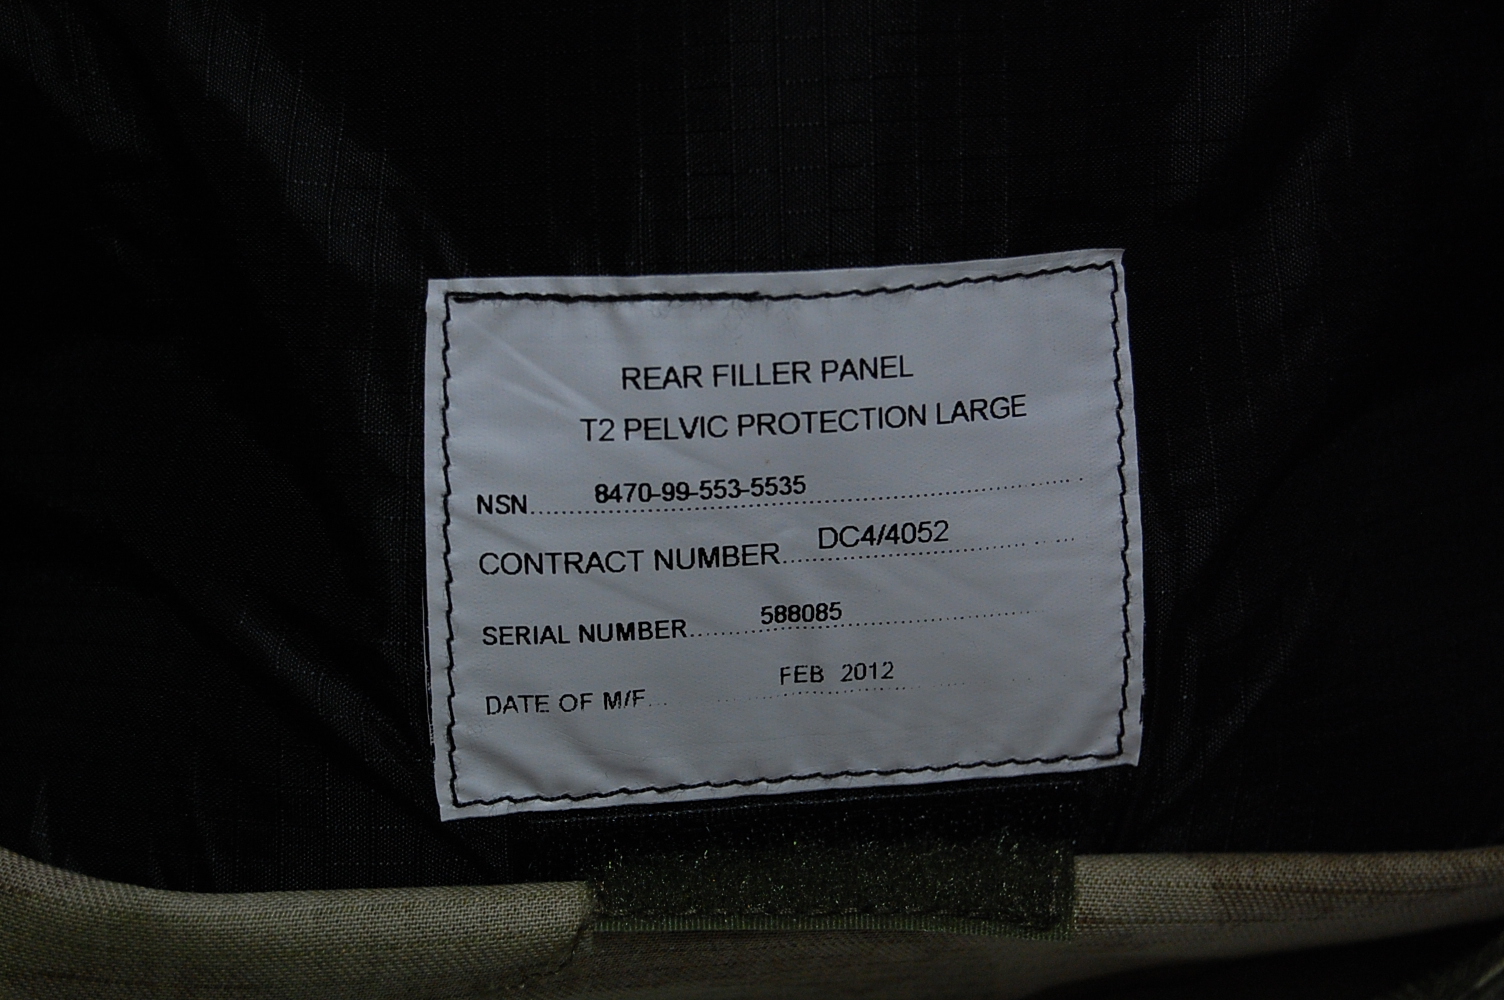 REAR FILLER PANEL
T2 PELVIC PROTECTION LARGE
NSN....8470-99-553-5535....
CONTRACT NUMBER...DC4/4052....
SERIAL NUMBER....588085....
DATE OF M/F...FEB 2012....